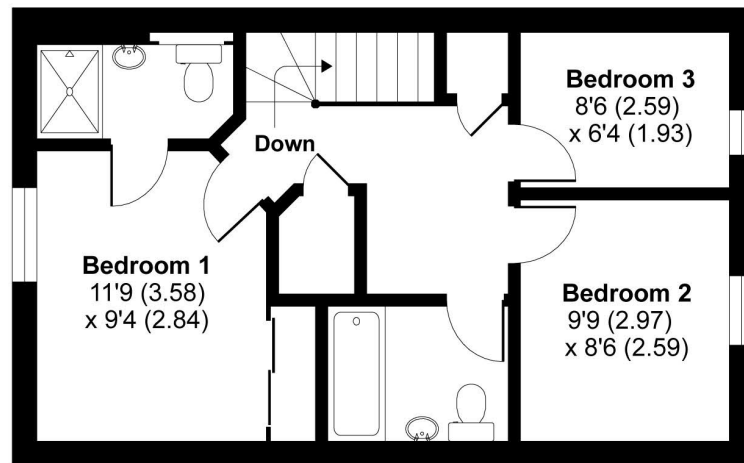 Bedroom 3
8'6 (2.59)
x 6'4 (1.93)
Down
Bedroom 1
11'9 (3.58)
x 9'4 (2.84)
Bedroom 2
9'9 (2.97)
x 8'6 (2.59)